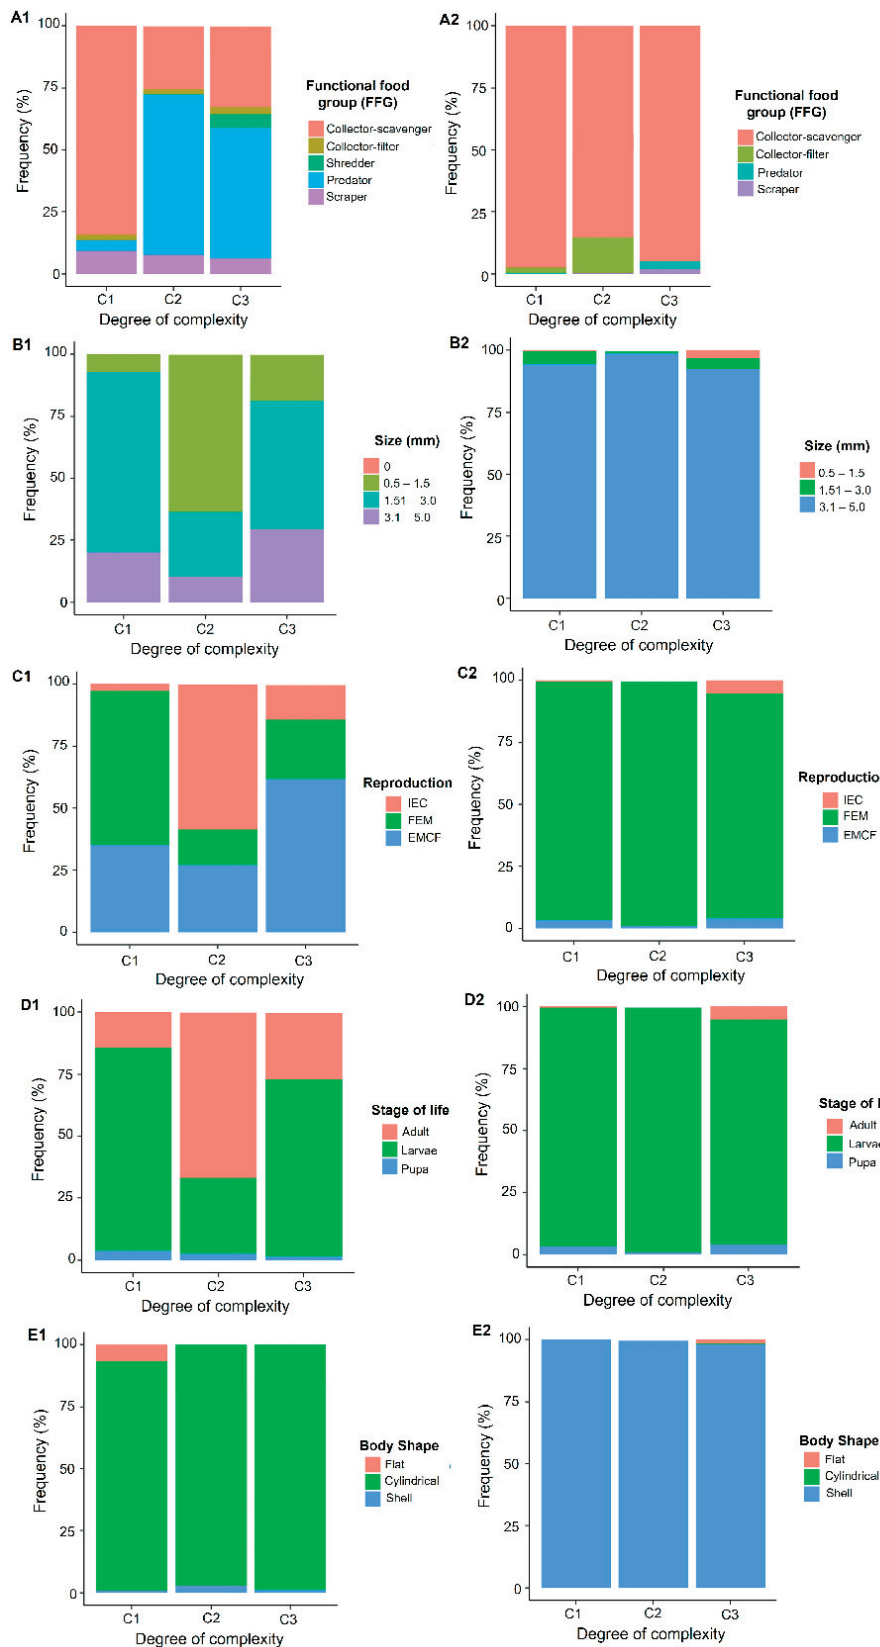 A1
100
75
50
25
0
Frequency (%)
C1 C2 C3
Degree of complexity
Functional food
group (FFG)
Collector-scavenger
Collector-filter
Shredder
Predator
Scraper
A2
100
75
50
25
0
Frequency (%)
C1 C2 C3
Degree of complexity
Functional food
group (FFG)
Collector-scavenger
Collector-filter
Predator
Scraper
B1
100
75
50
25
0
Frequency (%)
C1 C2 C3
Degree of complexity
Size (mm)
0
0.5 – 1.5
1.51 3.0
3.1 5.0
B2
100
75
50
25
0
Frequency (%)
C1 C2 C3
Degree of complexity
Size (mm)
0.5 – 1.5
1.51 – 3.0
3.1 – 5.0
C1
100
75
50
25
0
Frequency (%)
C1 C2 C3
Degree of complexity
Reproduction
IEC
FEM
EMCF
C2
100
75
50
25
0
Frequency (%)
C1 C2 C3
Degree of complexity
Reproductio
IEC
FEM
EMCF
D1
100
75
50
25
0
Frequency (%)
C1 C2 C3
Degree of complexity
Stage of life
Adult
Larvae
Pupa
D2
100
75
50
25
0
Frequency (%)
C1 C2 C3
Degree of complexity
Stage of l
Adult
Larvae
Pupa
E1
100
75
50
25
0
Frequency (%)
C1 C2 C3
Degree of complexity
Body Shape
Flat
Cylindrical
Shell
E2
100
75
50
25
0
Frequency (%)
C1 C2 C3
Degree of complexity
Body Shape
Flat
Cylindrical
Shell